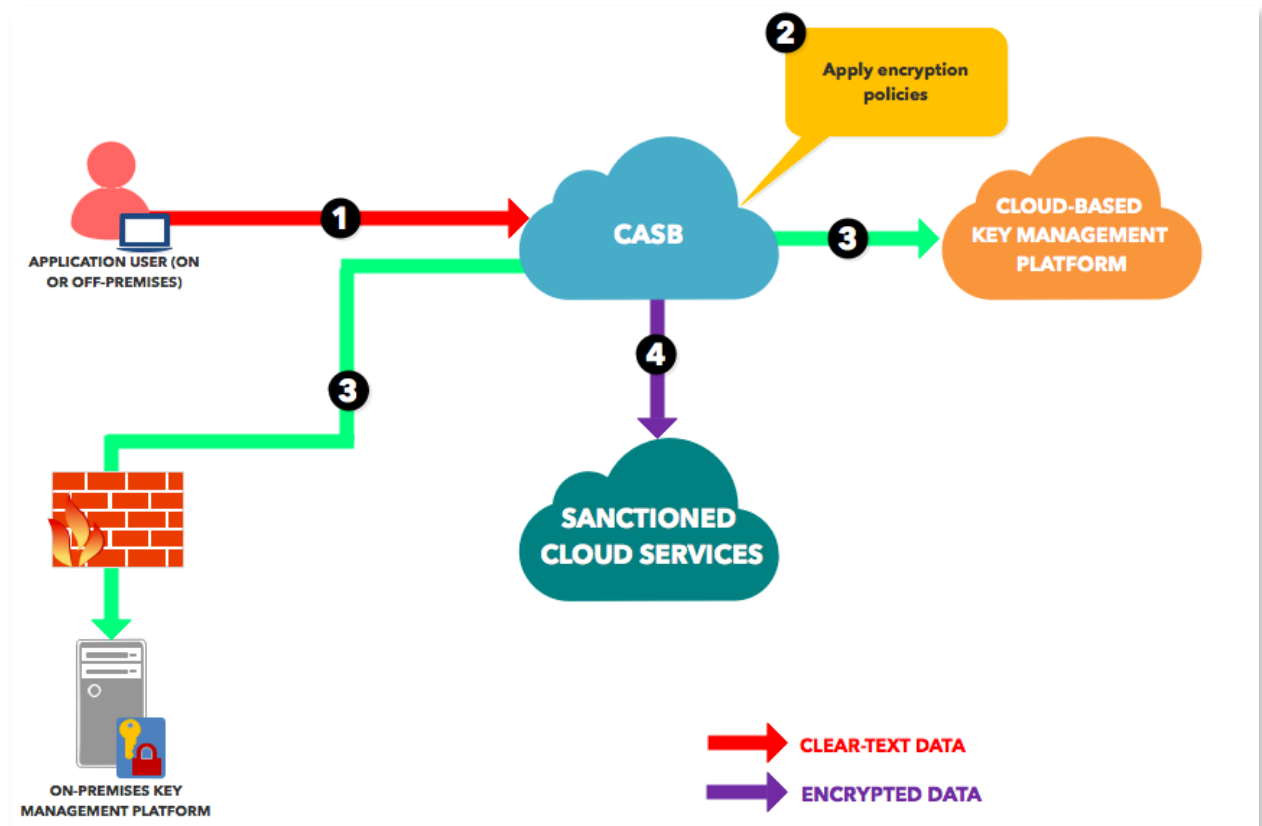 2
Apply encryption
policies
1
APPLICATION USER (ON
OR OFF-PREMISES)
CASB
3
CLOUD-BASED
KEY MANAGEMENT
PLATFORM
3
4
SANCTIONED
CLOUD SERVICES
ON-PREMISES KEY
MANAGEMENT PLATFORM
CLEAR-TEXT DATA
ENCRYPTED DATA